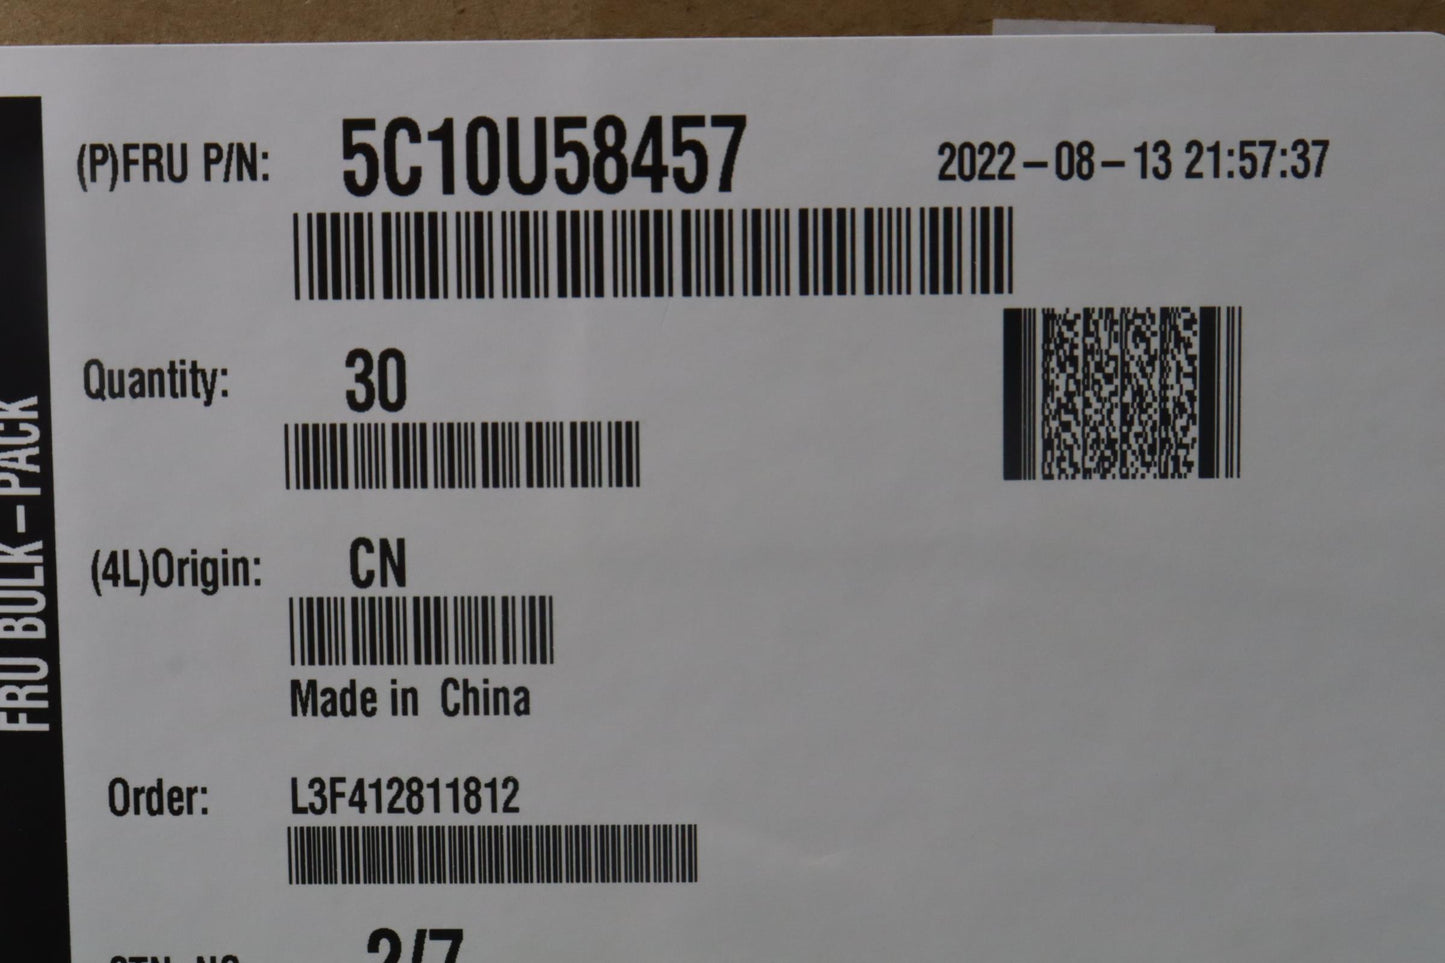 (P)FRU P/N: 5C10U58457 2022-08-13 21:57:37
Quantity: 30
(4L)Origin: CN
Made in China
Order: L3F412811812
2/7
FRU BULK-PACK